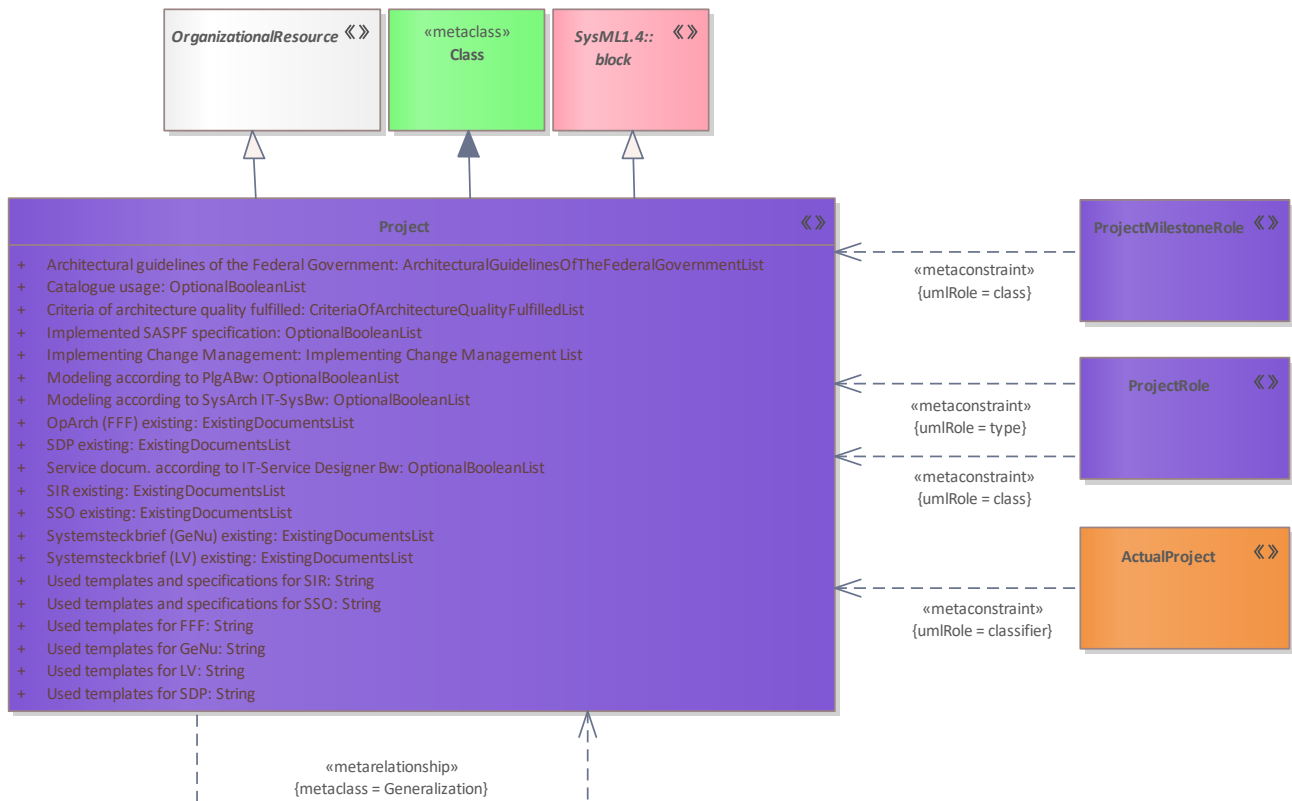 OrganizationalResource «»
«metaclass»
Class
SysML1.4:: «»
block
Project «»
+ Architectural guidelines of the Federal Government: ArchitecturalGuidelinesOfTheFederalGovernmentList
+ Catalogue usage: OptionalBooleanList
+ Criteria of architecture quality fulfilled: CriteriaOfArchitectureQualityFulfilledList
+ Implemented SASPF specification: OptionalBooleanList
+ Implementing Change Management: Implementing Change Management List
+ Modeling according to PlgABw: OptionalBooleanList
+ Modeling according to SysArch IT-SysBw: OptionalBooleanList
+ OpArch (FFF) existing: ExistingDocumentsList
+ SDP existing: ExistingDocumentsList
+ Service docum. according to IT-Service Designer Bw: OptionalBooleanList
+ SIR existing: ExistingDocumentsList
+ SSO existing: ExistingDocumentsList
+ Systemsteckbrief (GeNu) existing: ExistingDocumentsList
+ Systemsteckbrief (LV) existing: ExistingDocumentsList
+ Used templates and specifications for SIR: String
+ Used templates and specifications for SSO: String
+ Used templates for FFF: String
+ Used templates for GeNu: String
+ Used templates for LV: String
+ Used templates for SDP: String
ProjectMilestoneRole «»
«metaconstraint»
{umlRole = class}
ProjectRole «»
«metaconstraint»
{umlRole = type}
«metaconstraint»
{umlRole = class}
ActualProject «»
«metaconstraint»
{umlRole = classifier}
«metarelationship»
{metaclass = Generalization}